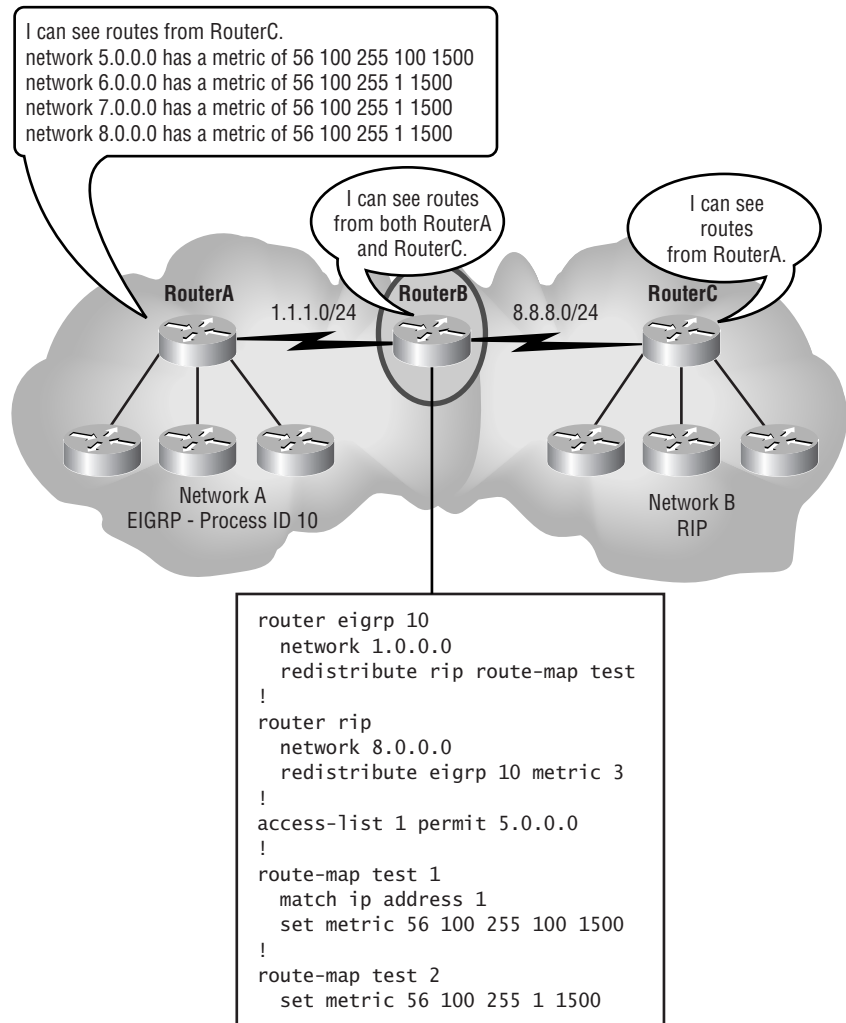 I can see routes from RouterC.
network 5.0.0.0 has a metric of 56 100 255 100 1500
network 6.0.0.0 has a metric of 56 100 255 1 1500
network 7.0.0.0 has a metric of 56 100 255 1 1500
network 8.0.0.0 has a metric of 56 100 255 1 1500
I can see routes
from both RouterA
and RouterC.
I can see
routes
from RouterA.
RouterA
1.1.1.0/24
RouterB
8.8.8.0/24
RouterC
Network A
EIGRP - Process ID 10
Network B
RIP
router eigrp 10
  network 1.0.0.0
  redistribute rip route-map test
!
router rip
  network 8.0.0.0
  redistribute eigrp 10 metric 3
!
access-list 1 permit 5.0.0.0
!
route-map test 1
  match ip address 1
  set metric 56 100 255 100 1500
!
route-map test 2
  set metric 56 100 255 1 1500